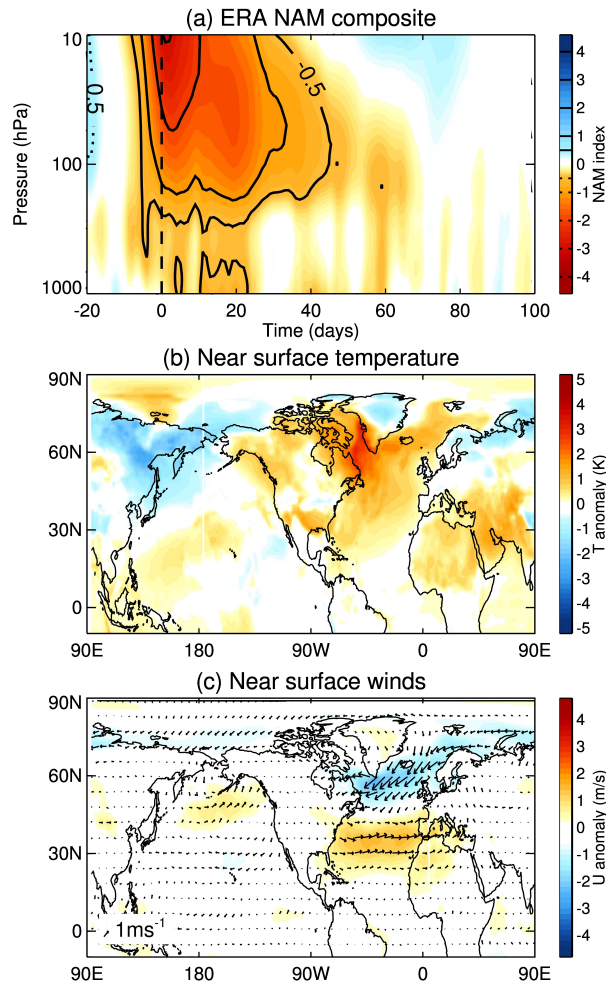 (a) ERA NAM composite
10
100
1000
Pressure (hPa)
0.5
-0.5
-20
0
20
40
60
80
100
Time (days)
4
3
2
1
0
-1
-2
-3
-4
NAM index
(b) Near surface temperature
90N
60N
30N
0
90E
180
90W
0
90E
5
4
3
2
1
0
-1
-2
-3
-4
-5
T anomaly (K)
(c) Near surface winds
90N
60N
30N
0
1ms-1
90E
180
90W
0
90E
4
3
2
1
0
-1
-2
-3
-4
U anomaly (m/s)